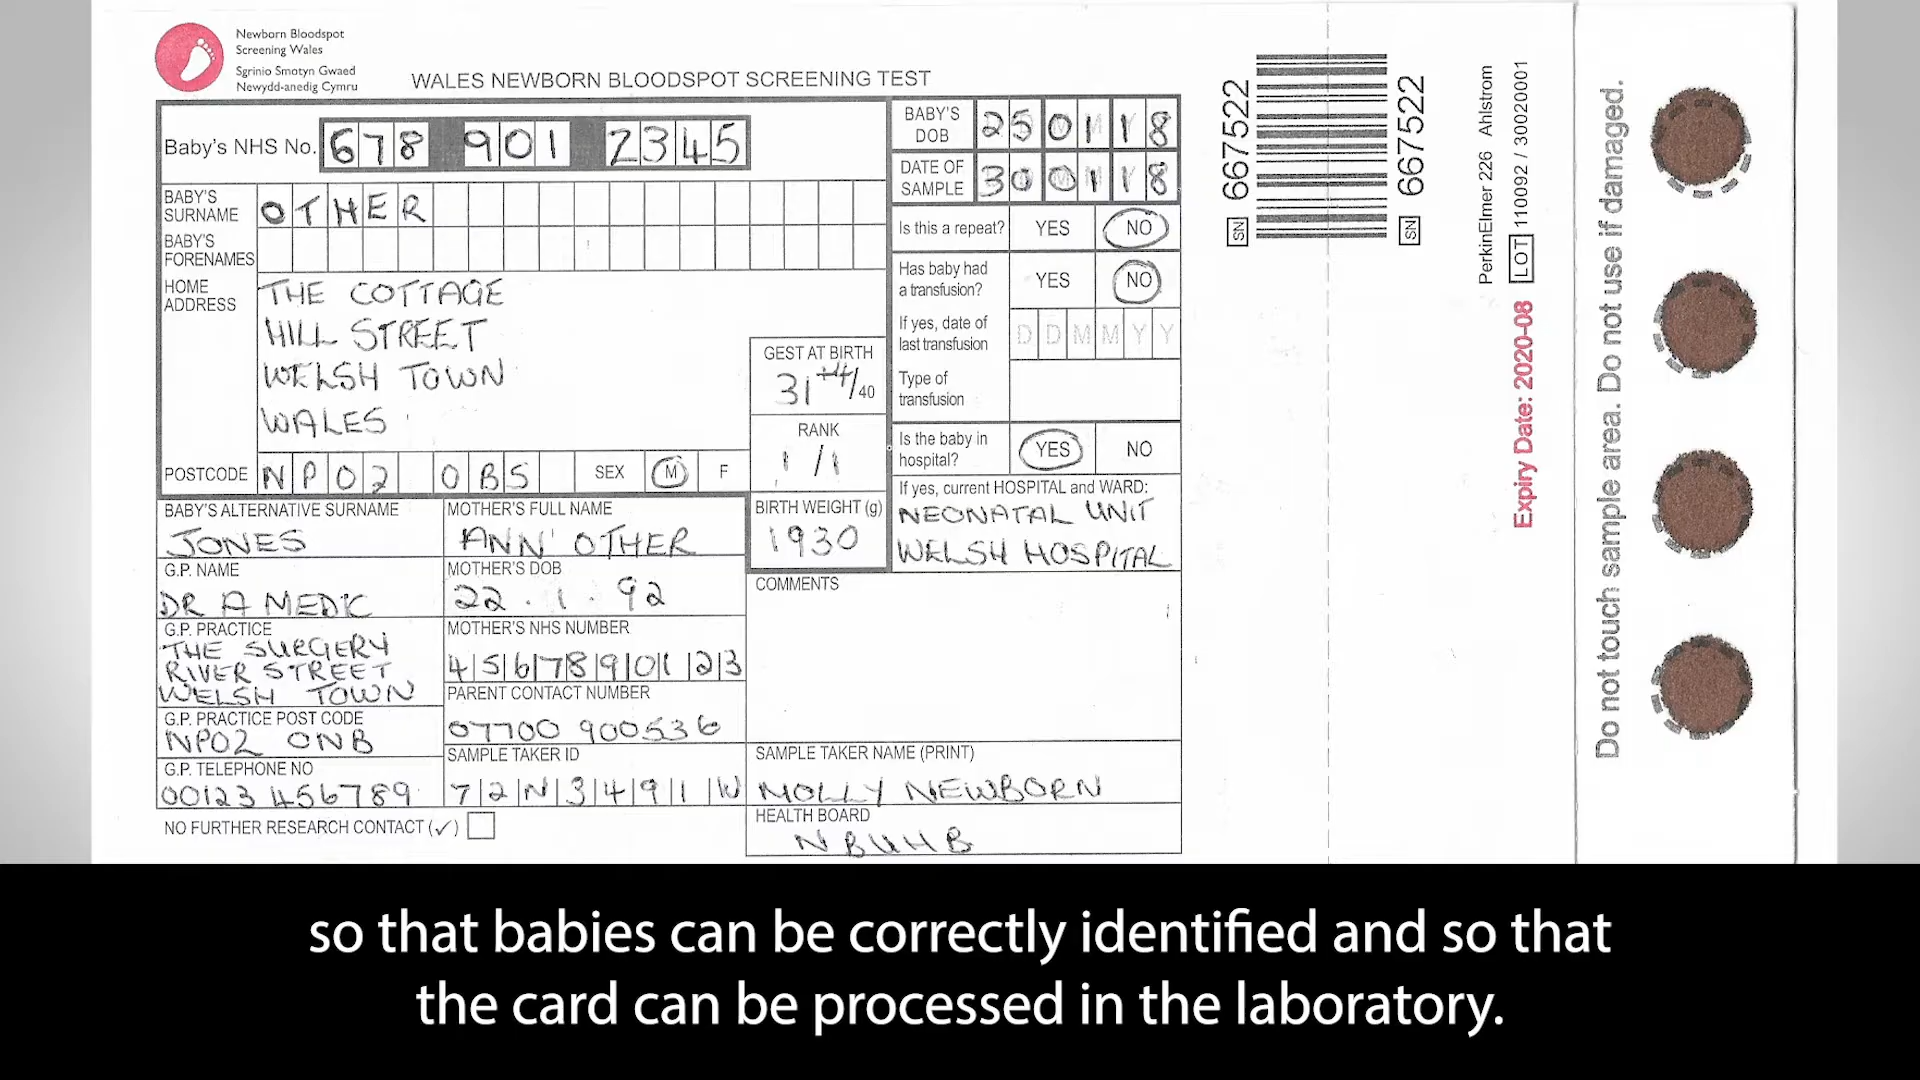 Newborn Bloodspot
Screening Wales
Sgrinio Smotyn Gwaed
Newydd-anedig Cymru
WALES NEWBORN BLOODSPOT SCREENING TEST
Baby's NHS No. 678 901 2345
BABY'S SURNAME OTHER
BABY'S FORENAMES
HOME ADDRESS
THE COTTAGE
HILL STREET
WELSH TOWN
WALES
POSTCODE NP02 0BS SEX M F
GEST AT BIRTH
31+4/40
RANK
1/1
BIRTH WEIGHT (g)
1930
BABY'S DOB 250118
DATE OF SAMPLE 300118
Is this a repeat? YES NO
Has baby had a transfusion? YES NO
If yes, date of last transfusion D D M M Y Y
Type of transfusion
Is the baby in hospital? YES NO
If yes, current HOSPITAL and WARD:
NEONATAL UNIT
WELSH HOSPITAL
BABY'S ALTERNATIVE SURNAME
JONES
MOTHER'S FULL NAME
ANN OTHER
G.P. NAME
DR A MEDIC
MOTHER'S DOB
22.1.92
G.P. PRACTICE
THE SURGERY
RIVER STREET
WELSH TOWN
MOTHER'S NHS NUMBER
4567890123
G.P. PRACTICE POST CODE
NP02 ONB
PARENT CONTACT NUMBER
07700 900536
G.P. TELEPHONE NO
00123 456789
SAMPLE TAKER ID
72N3491W
COMMENTS
SAMPLE TAKER NAME (PRINT)
MOLLY NEWBORN
HEALTH BOARD
NBUHB
NO FURTHER RESEARCH CONTACT (✓)
SN 667522
SN 667522
PerkinElmer 226 Ahlstrom
LOT 110092 / 30020001
Expiry Date: 2020-08
Do not touch sample area. Do not use if damaged.
so that babies can be correctly identified and so that
the card can be processed in the laboratory.